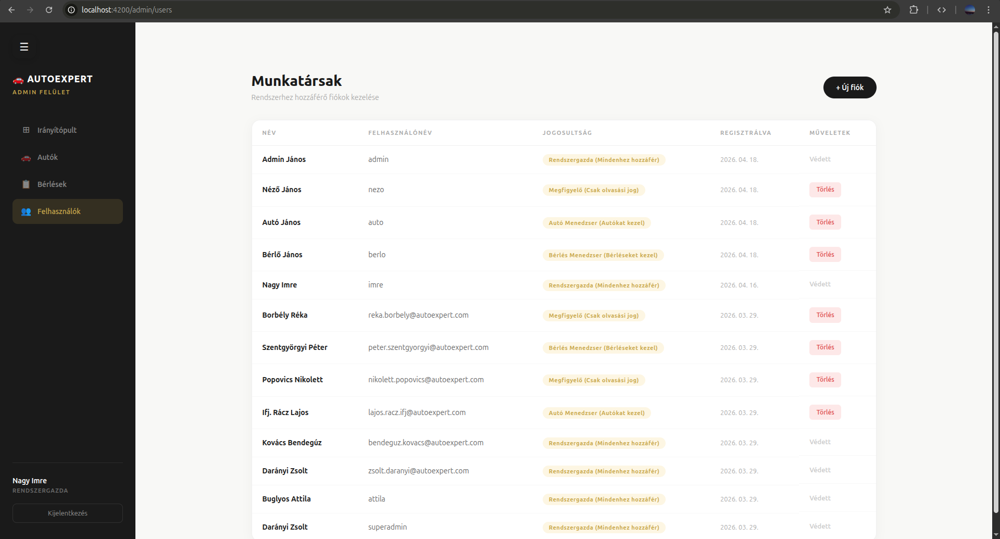 localhost:4200/admin/users
AUTOEXPERT
ADMIN FELÜLET
Irányítópult
Autók
Bérlések
Felhasználók
Nagy Imre
RENDSZERGAZDA
Kijelentkezés
Munkatársak
Rendszerhez hozzáférő fiókok kezelése
+ Új fiók
NÉV FELHASZNÁLÓNÉV JOGOSULTSÁG REGISZTRÁLVA MŰVELETEK
Admin János admin Rendszergazda (Mindenhez hozzáfér) 2026. 04. 18. Védett
Néző János nezo Megfigyelő (Csak olvasási jog) 2026. 04. 18. Törlés
Autó János auto Autó Menedzser (Autókat kezel) 2026. 04. 18. Törlés
Bérlő János berlo Bérlés Menedzser (Bérléseket kezel) 2026. 04. 18. Törlés
Nagy Imre imre Rendszergazda (Mindenhez hozzáfér) 2026. 04. 16. Védett
Borbély Réka reka.borbely@autoexpert.com Megfigyelő (Csak olvasási jog) 2026. 03. 29. Törlés
Szentgyörgyi Péter peter.szentgyorgyi@autoexpert.com Bérlés Menedzser (Bérléseket kezel) 2026. 03. 29. Törlés
Popovics Nikolett nikolett.popovics@autoexpert.com Megfigyelő (Csak olvasási jog) 2026. 03. 29. Törlés
Ifj. Rácz Lajos lajos.racz.ifj@autoexpert.com Autó Menedzser (Autókat kezel) 2026. 03. 29. Törlés
Kovács Bendegúz bendeguz.kovacs@autoexpert.com Rendszergazda (Mindenhez hozzáfér) 2026. 03. 29. Védett
Darányi Zsolt zsolt.daranyi@autoexpert.com Rendszergazda (Mindenhez hozzáfér) 2026. 03. 29. Védett
Buglyos Attila attila Rendszergazda (Mindenhez hozzáfér) 2026. 03. 29. Védett
Darányi Zsolt superadmin Rendszergazda (Mindenhez hozzáfér) 2026. 03. 29. Védett